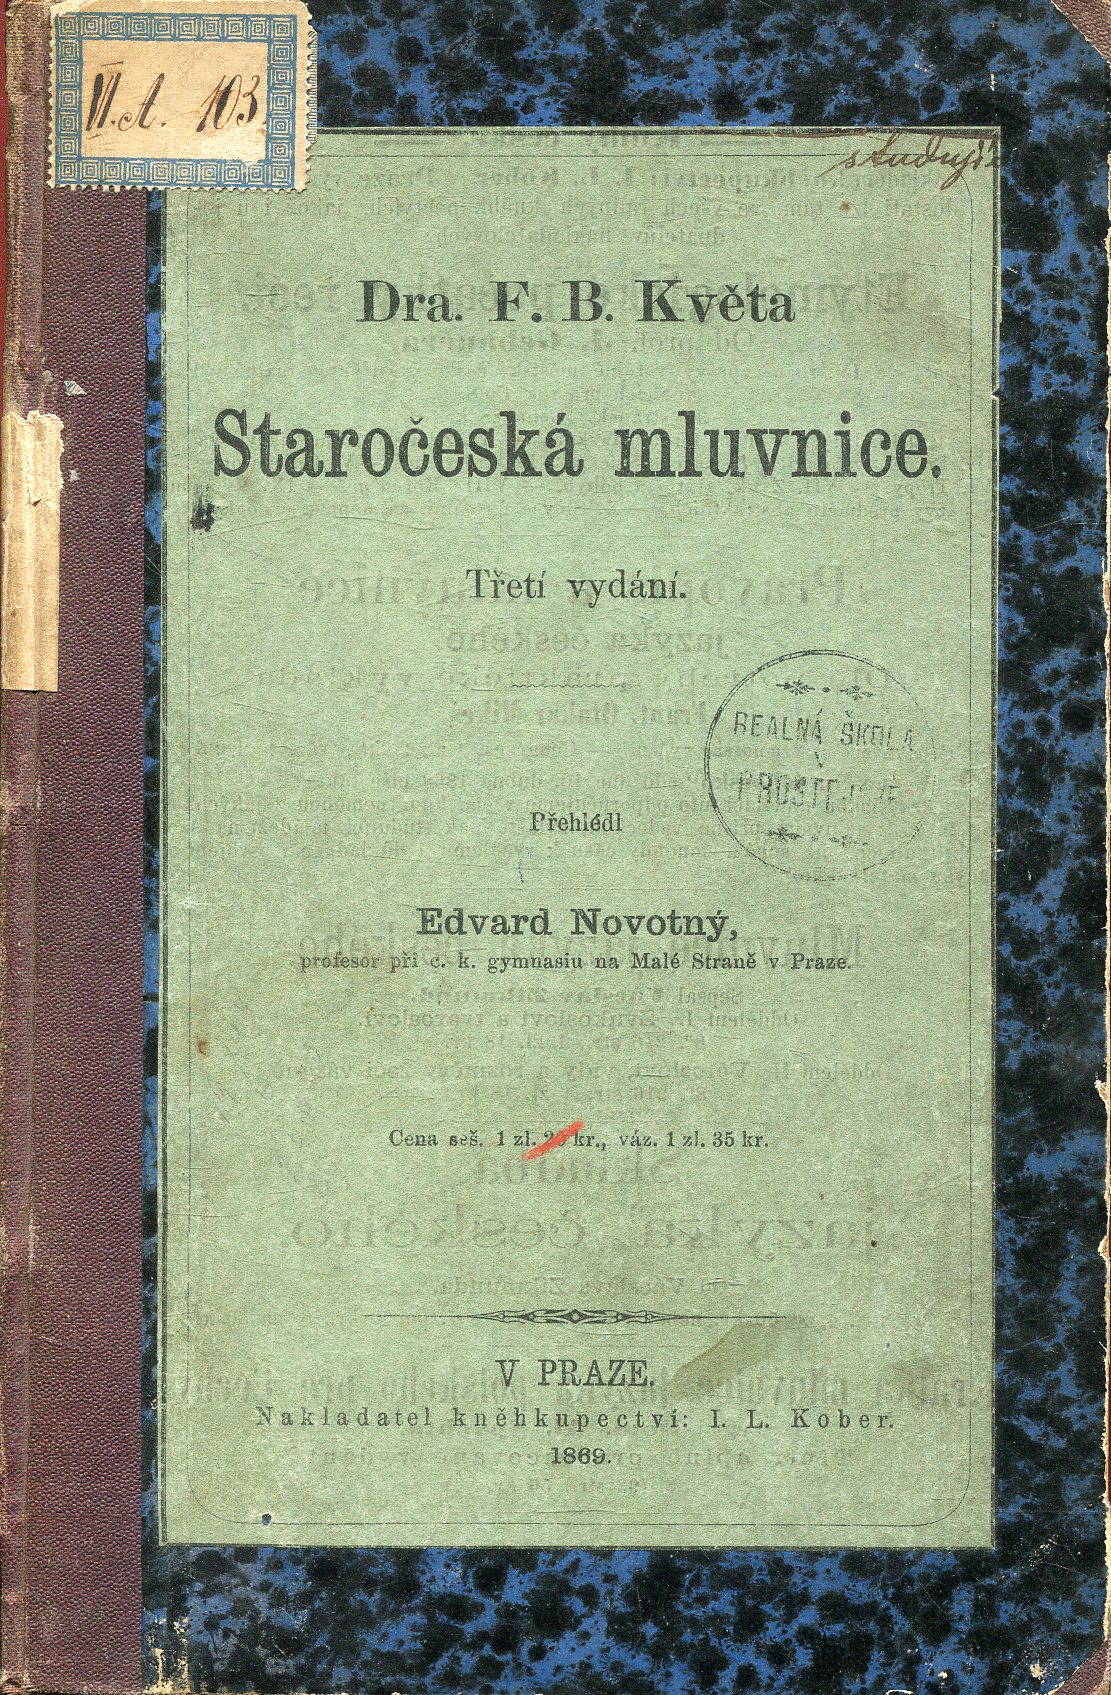 VI. A. 103
Dra. F. B. Květa
Staročeská mluvnice.
Třetí vydání.
REALNÁ ŠKOLA
V
PROSTĚJOVĚ
Přehlédl
Edvard Novotný,
profesor při c. k. gymnasiu na Malé Straně v Praze.
Cena seš. 1 zl. 20 kr., váz. 1 zl. 35 kr.
V PRAZE.
Nakladatel kněhkupectví: I. L. Kober.
1869.